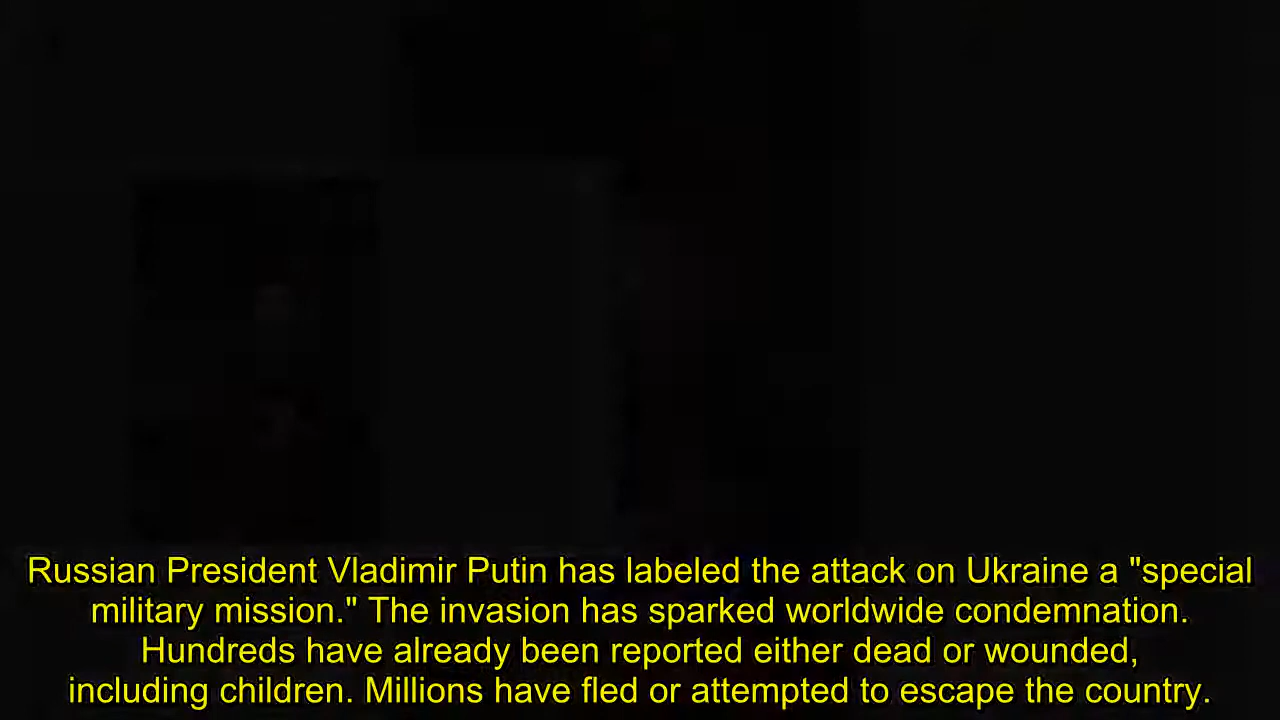 Russian President Vladimir Putin has labeled the attack on Ukraine a "special
military mission." The invasion has sparked worldwide condemnation.
Hundreds have already been reported either dead or wounded,
including children. Millions have fled or attempted to escape the country.